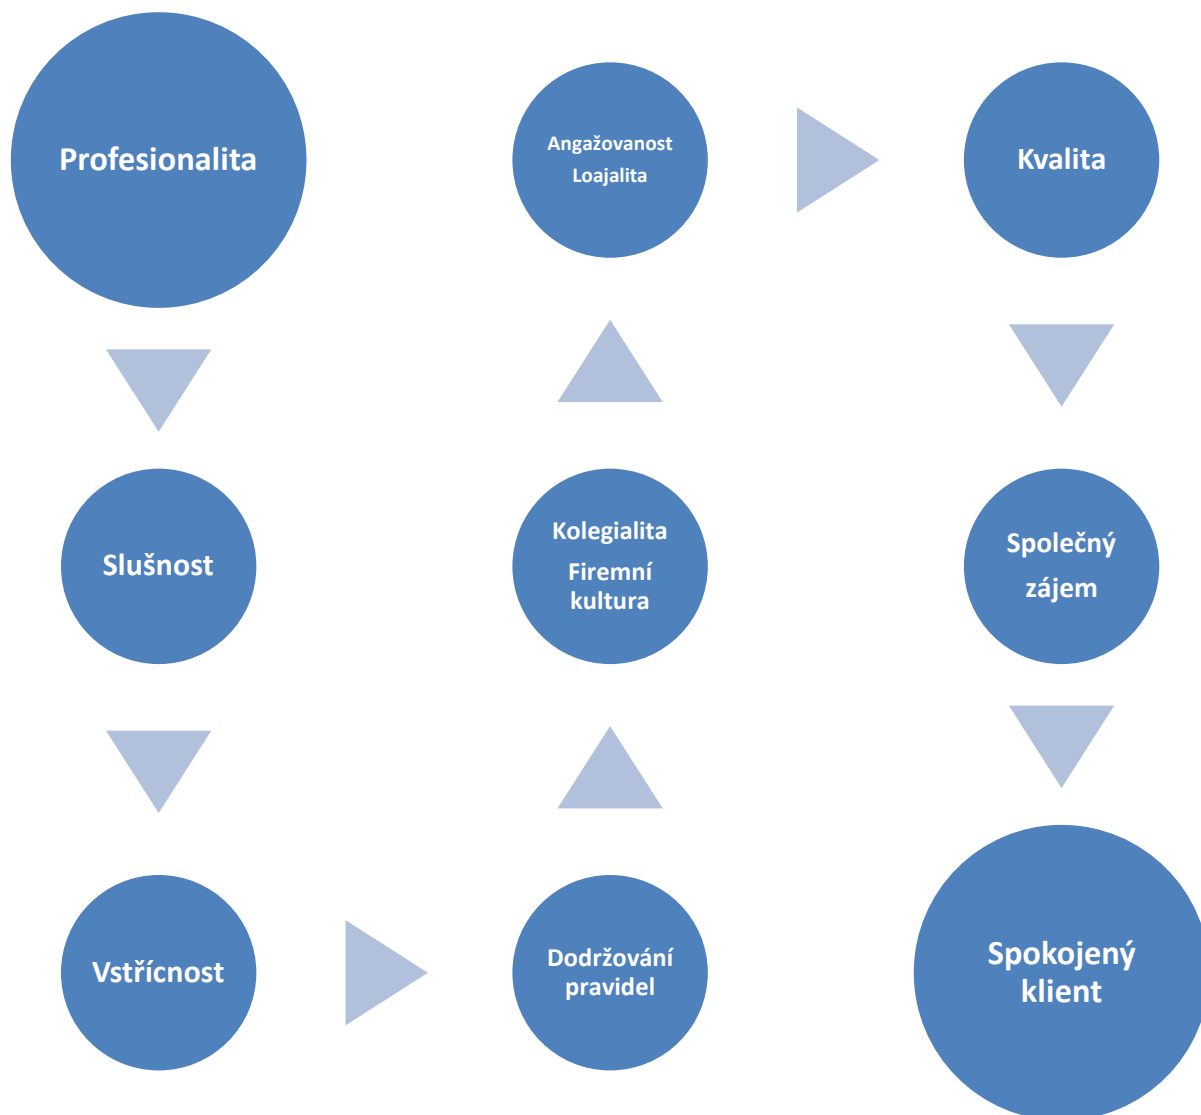 Profesionalita
Slušnost
Vstřícnost
Dodržování
pravidel
Kolegialita
Firemní
kultura
Angažovanost
Loajalita
Kvalita
Společný
zájem
Spokojený
klient